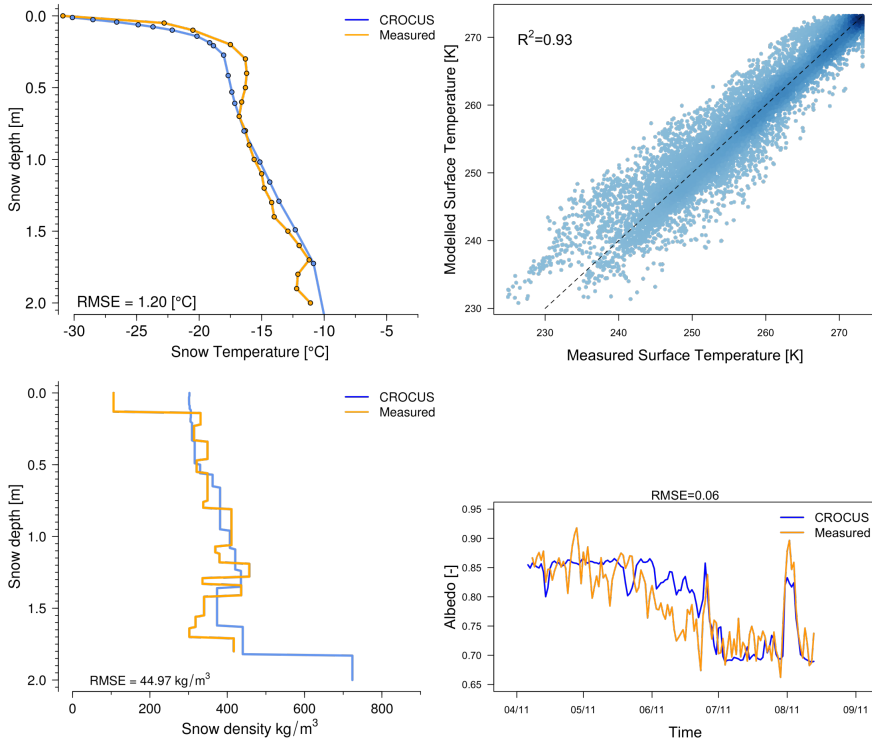 0.0
0.5
1.0
1.5
2.0
Snow depth [m]
CROCUS
Measured
RMSE = 1.20 [°C]
-30
-25
-20
-15
-10
-5
Snow Temperature [°C]
R²=0.93
273
260
250
240
230
Modelled Surface Temperature [K]
230
240
250
260
273
Measured Surface Temperature [K]
0.0
0.5
1.0
1.5
2.0
Snow depth [m]
CROCUS
Measured
RMSE = 44.97 kg/m³
0
200
400
600
800
Snow density kg/m³
RMSE=0.06
0.95
0.90
0.85
0.80
0.75
0.70
0.65
Albedo [-]
CROCUS
Measured
04/11
05/11
06/11
07/11
08/11
09/11
Time